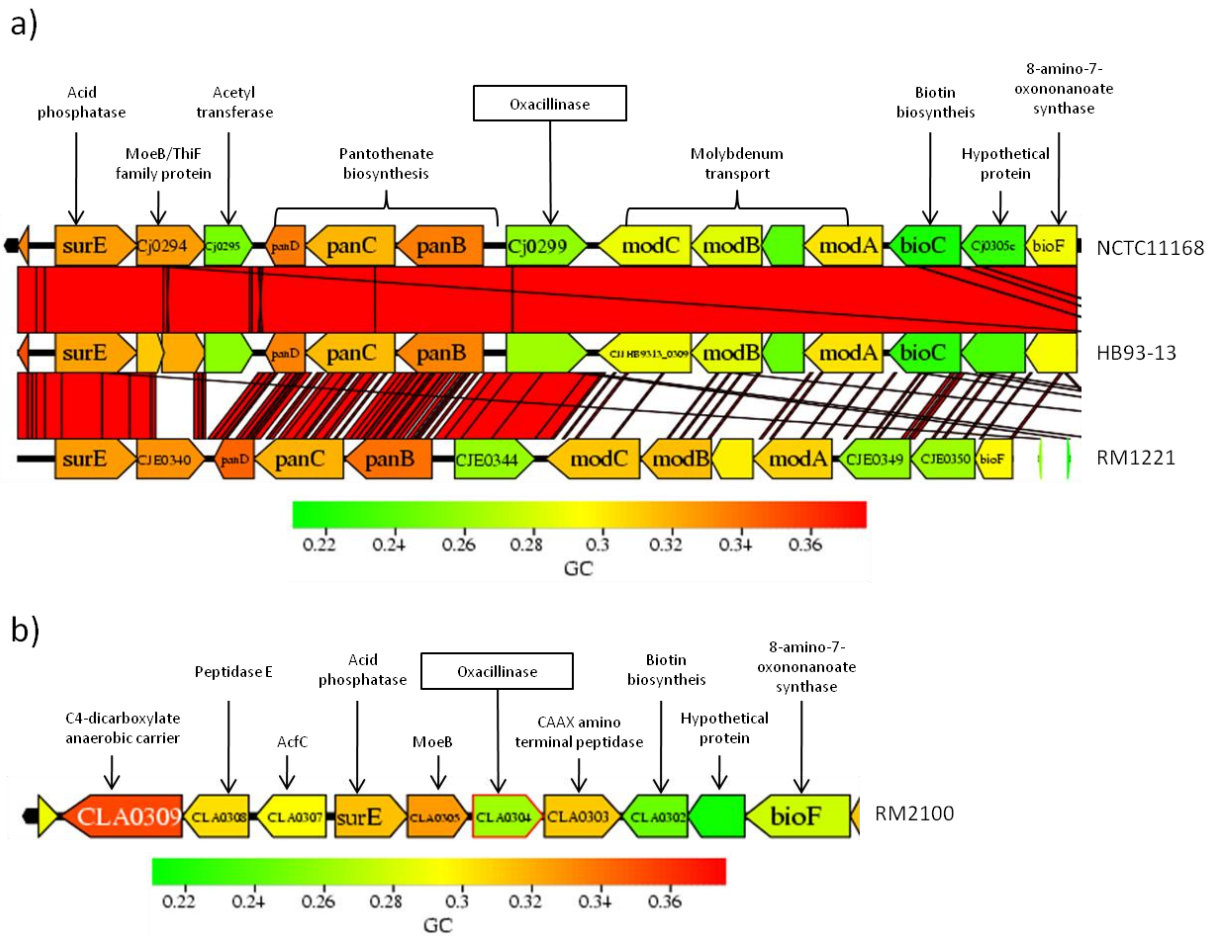 a)
8-amino-7-
oxononanoate
synthase
Acid
phosphatase
Acetyl
transferase
Oxacillinase
Biotin
biosyntheis
MoeB/ThiF
family protein
Pantothenate
biosynthesis
Molybdenum
transport
Hypothetical
protein
surE Cj0294 Cj0295 panD panC panB Cj0299 modC modB modA bioC Cj0305c bioF NCTC11168
surE panD panC panB CJJHB9313_0309 modB modA bioC HB93-13
surE CJE0340 panD panC panB CJE0344 modC modB modA CJE0349 CJE0350 bioF RM1221
0.22 0.24 0.26 0.28 0.3 0.32 0.34 0.36
GC
b)
8-amino-7-
oxononanoate
synthase
Peptidase E
Acid
phosphatase
Oxacillinase
Biotin
biosyntheis
C4-dicarboxylate
anaerobic carrier
AcfC
MoeB
CAAX amino
terminal peptidase
Hypothetical
protein
CLA0309 CLA0308 CLA0307 surE CLA0305 CLA0304 CLA0303 CLA0302 bioF RM2100
0.22 0.24 0.26 0.28 0.3 0.32 0.34 0.36
GC